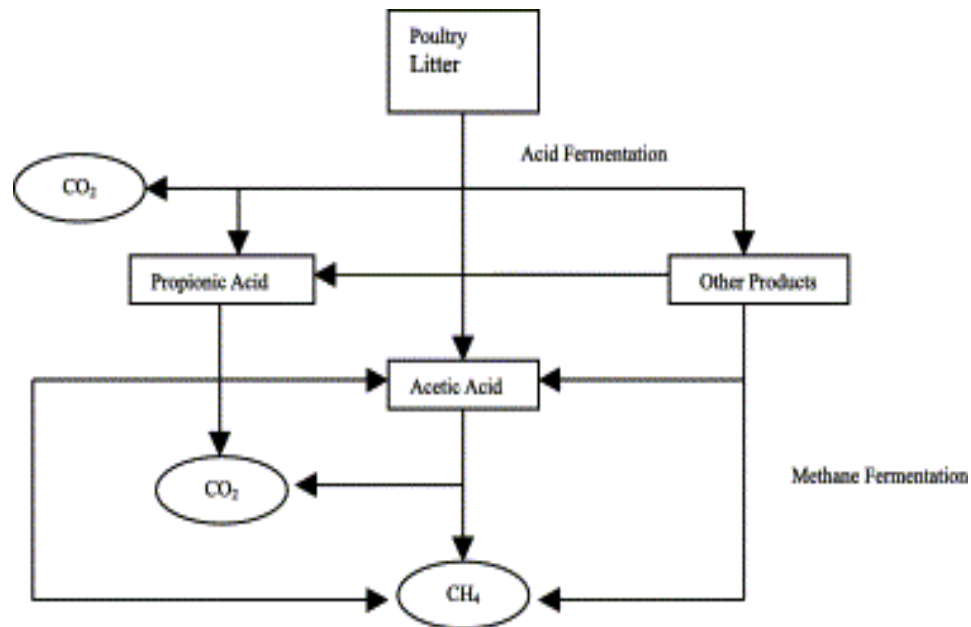 Poultry
Litter
Acid Fermentation
CO₂
Propionic Acid
Other Products
Acetic Acid
CO₂
Methane Fermentation
CH₄